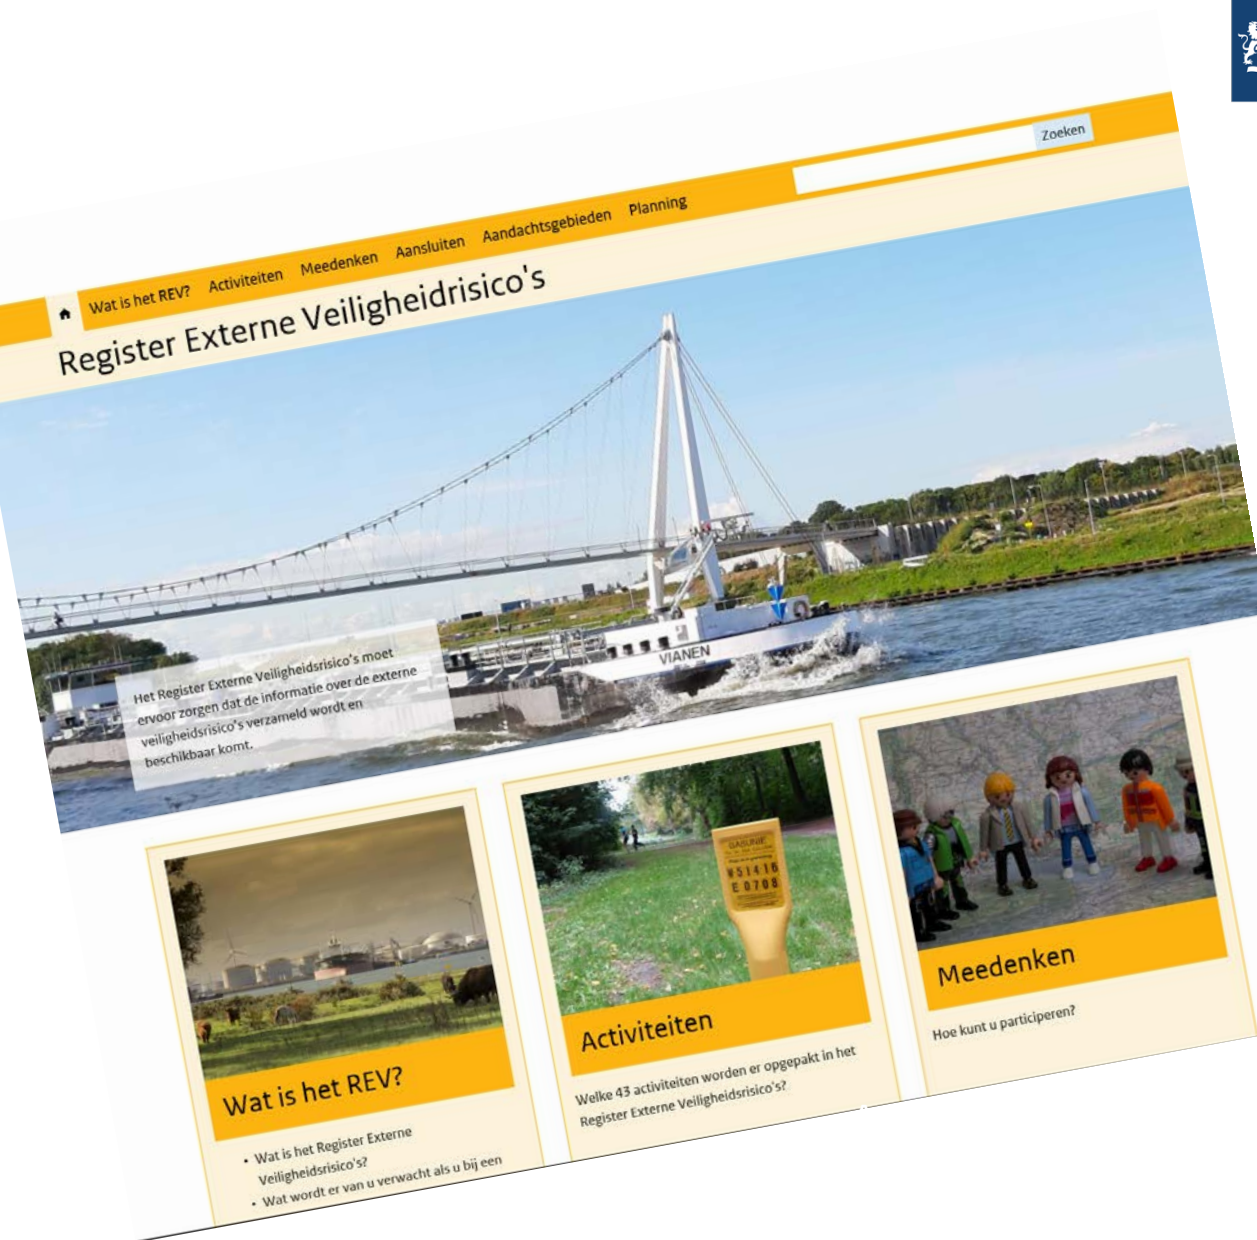 Zoeken
Wat is het REV? Activiteiten Meedenken Aansluiten Aandachtsgebieden Planning
Register Externe Veiligheidrisico's
VIANEN
Het Register Externe Veiligheidsrisico's moet
ervoor zorgen dat de informatie over de externe
veiligheidsrisico's verzameld wordt en
beschikbaar komt.
Wat is het REV?
• Wat is het Register Externe
Veiligheidsrisico's?
• Wat wordt er van u verwacht als u bij een
GASUNIE
W51416
E 0708
Activiteiten
Welke 43 activiteiten worden er opgepakt in het
Register Externe Veiligheidsrisico's?
Meedenken
Hoe kunt u participeren?